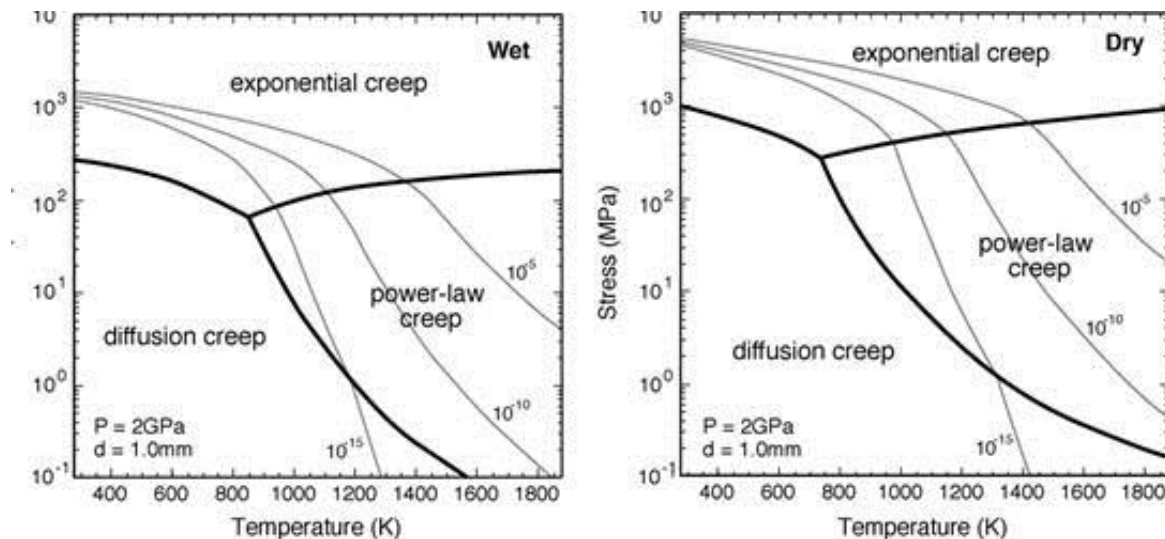 10
Wet
exponential creep
10³
10²
10¹
10⁰
10⁻¹
10⁻⁵
power-law
creep
diffusion creep
10⁻¹⁰
10⁻¹⁵
P = 2GPa
d = 1.0mm
400 600 800 1000 1200 1400 1600 1800
Temperature (K)
10
Dry
exponential creep
10³
10²
10¹
10⁰
10⁻¹
Stress (MPa)
10⁻⁵
power-law
creep
diffusion creep
10⁻¹⁰
10⁻¹⁵
P = 2GPa
d = 1.0mm
400 600 800 1000 1200 1400 1600 1800
Temperature (K)